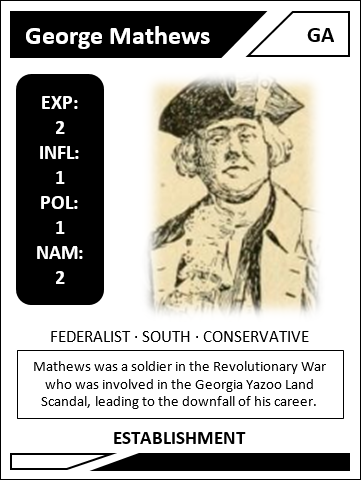 George Mathews
GA
EXP:
2
INFL:
1
POL:
1
NAM:
2
FEDERALIST · SOUTH · CONSERVATIVE
Mathews was a soldier in the Revolutionary War
who was involved in the Georgia Yazoo Land
Scandal, leading to the downfall of his career.
ESTABLISHMENT